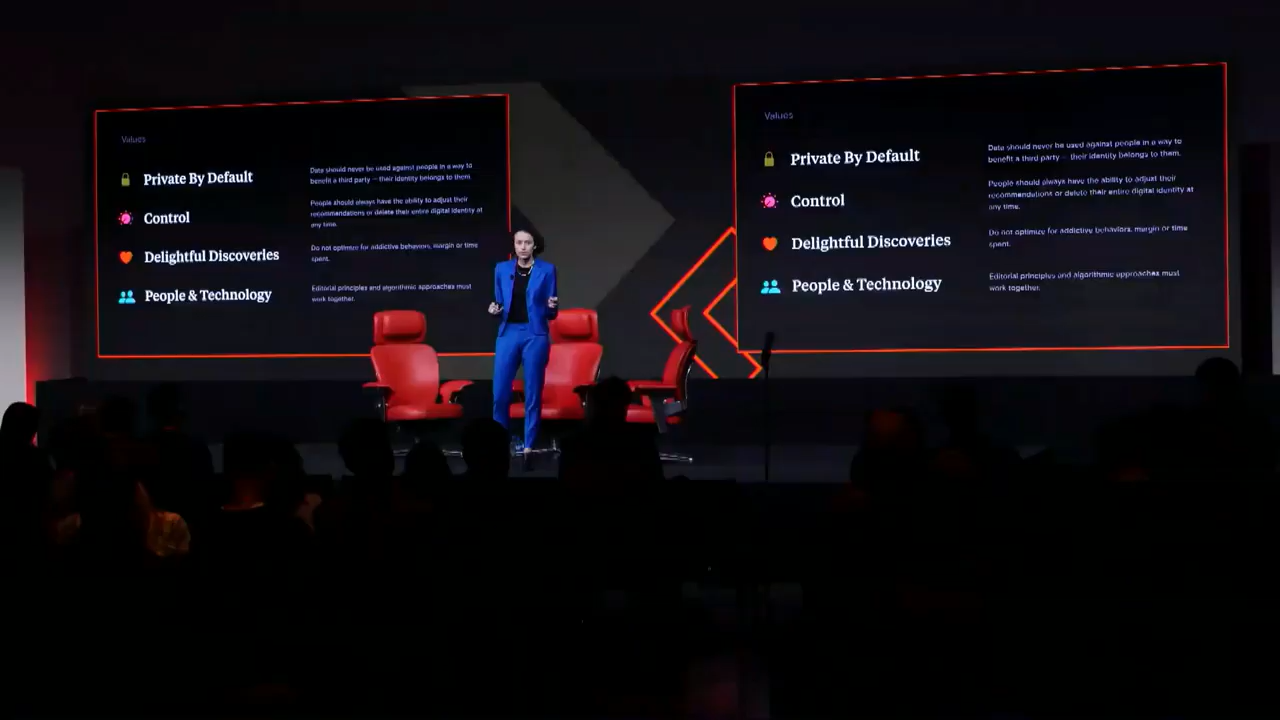 Values
Private By Default
Data should never be used against people in a way to
benefit a third party – their identity belongs to them.
Control
People should always have the ability to adjust their
recommendations or delete their entire digital identity at
any time.
Delightful Discoveries
Do not optimize for addictive behaviors, margin or time
spent.
People & Technology
Editorial principles and algorithmic approaches must
work together.
Values
Private By Default
Data should never be used against people in a way to
benefit a third party – their identity belongs to them.
Control
People should always have the ability to adjust their
recommendations or delete their entire digital identity at
any time.
Delightful Discoveries
Do not optimize for addictive behaviors, margin or time
spent.
People & Technology
Editorial principles and algorithmic approaches must
work together.